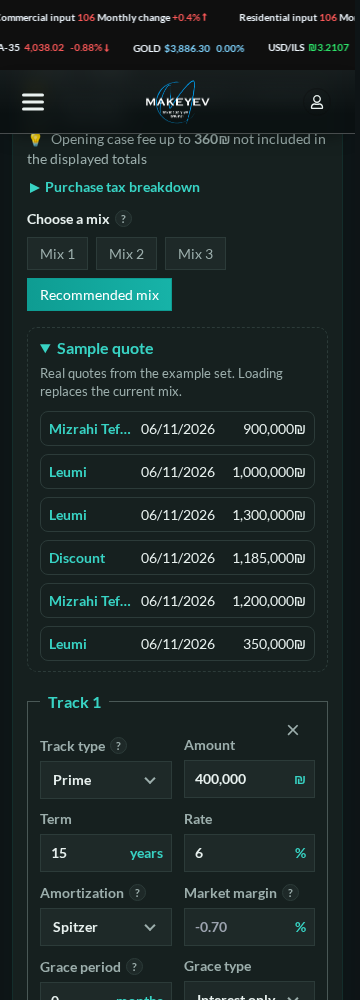 ommercial input 106 Monthly change +0.4%↑ Residential input 106 Mo
A-35 4,038.02 -0.88%↓ GOLD $3,886.30 0.00% USD/ILS ₪3.2107
MAKEYEV
💡 Opening case fee up to 360₪ not included in
the displayed totals
▶ Purchase tax breakdown
Choose a mix ?
Mix 1 Mix 2 Mix 3
Recommended mix
▼ Sample quote
Real quotes from the example set. Loading
replaces the current mix.
Mizrahi Tef... 06/11/2026 900,000₪
Leumi 06/11/2026 1,000,000₪
Leumi 06/11/2026 1,300,000₪
Discount 06/11/2026 1,185,000₪
Mizrahi Tef... 06/11/2026 1,200,000₪
Leumi 06/11/2026 350,000₪
Track 1
×
Track type ? Amount
Prime 400,000 ₪
Term Rate
15 years 6 %
Amortization ? Market margin ?
Spitzer -0.70 %
Grace period ? Grace type
0 months Interest only